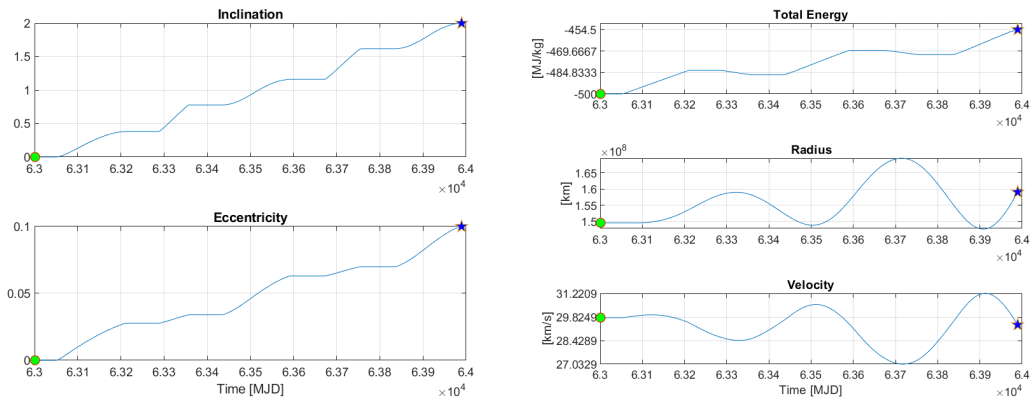 Inclination
2
1.5
1
0.5
0
6.3 6.31 6.32 6.33 6.34 6.35 6.36 6.37 6.38 6.39 6.4
×10⁴
Eccentricity
0.1
0.05
0
6.3 6.31 6.32 6.33 6.34 6.35 6.36 6.37 6.38 6.39 6.4
Time [MJD]
×10⁴
Total Energy
[MJ/kg]
-454.5
-469.6667
-484.8333
-500
6.3 6.31 6.32 6.33 6.34 6.35 6.36 6.37 6.38 6.39 6.4
×10⁴
×10⁸
Radius
[km]
1.65
1.6
1.55
1.5
6.3 6.31 6.32 6.33 6.34 6.35 6.36 6.37 6.38 6.39 6.4
×10⁴
Velocity
[km/s]
31.2209
29.8249
28.4289
27.0329
6.3 6.31 6.32 6.33 6.34 6.35 6.36 6.37 6.38 6.39 6.4
Time [MJD]
×10⁴